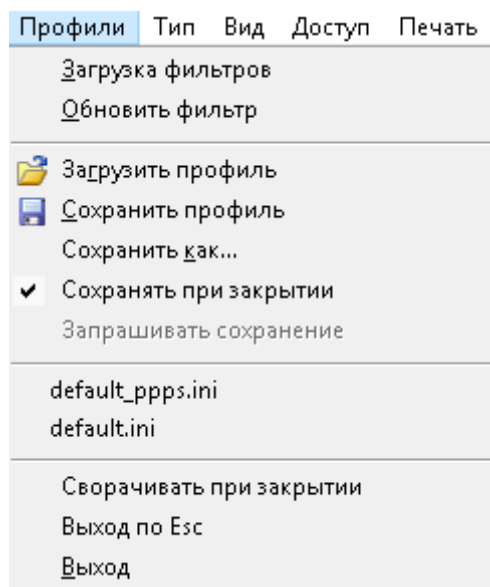 Профили Тип Вид Доступ Печать
Загрузка фильтров
Обновить фильтр
Загрузить профиль
Сохранить профиль
Сохранить как...
Сохранять при закрытии
Запрашивать сохранение
default_ppps.ini
default.ini
Сворачивать при закрытии
Выход по Esc
Выход